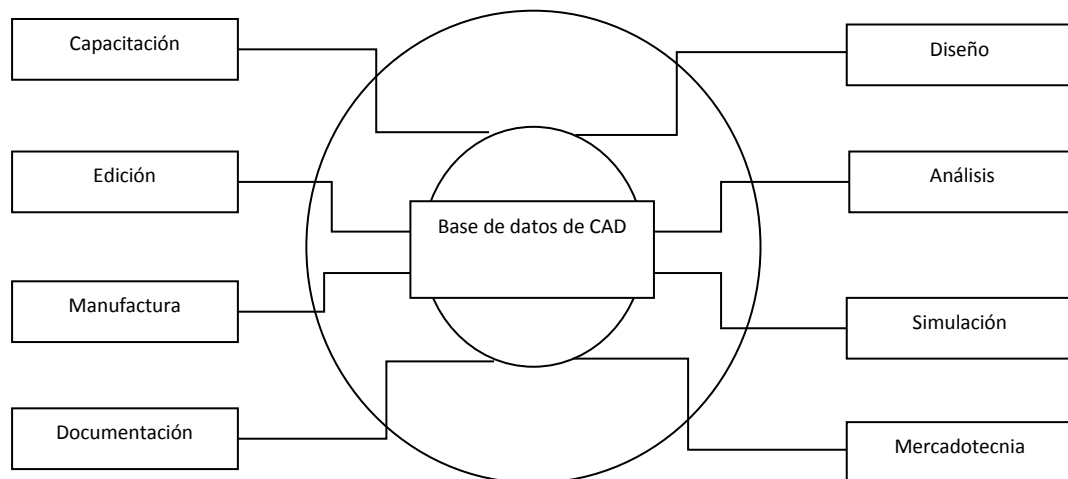 Capacitación
Diseño
Edición
Análisis
Base de datos de CAD
Manufactura
Simulación
Documentación
Mercadotecnia